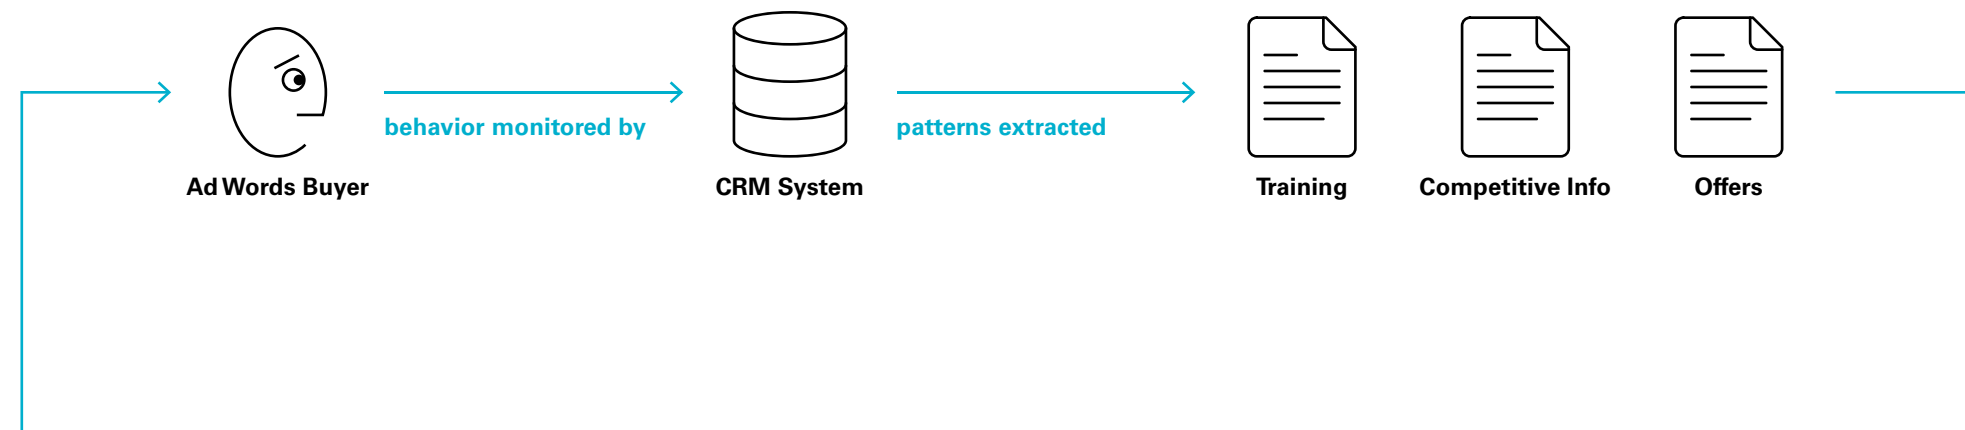 behavior monitored by
patterns extracted
Ad Words Buyer
CRM System
Training
Competitive Info
Offers